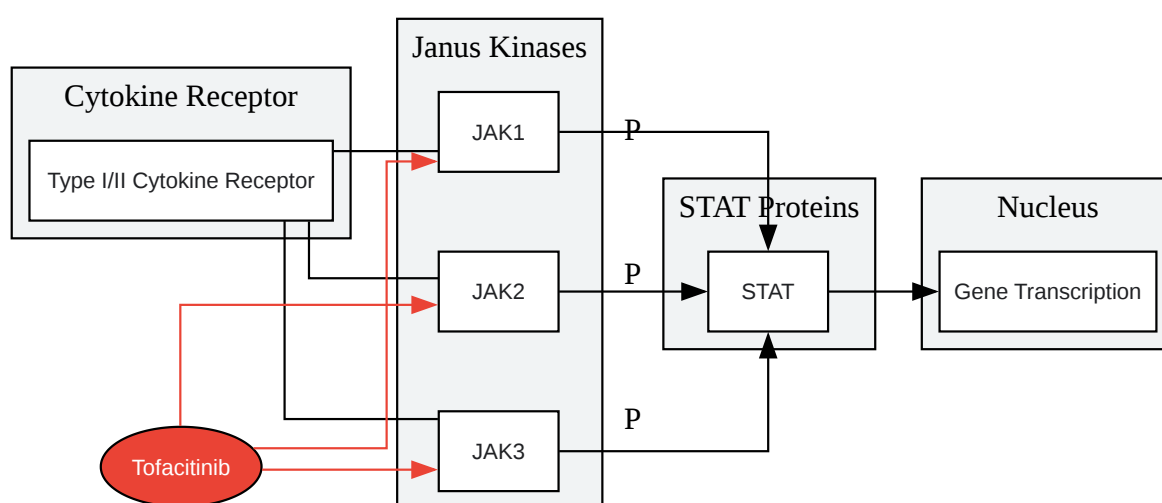 Janus Kinases
Cytokine Receptor
JAK1
P
Type I/II Cytokine Receptor
STAT Proteins
Nucleus
P
JAK2
STAT
Gene Transcription
P
JAK3
Tofacitinib